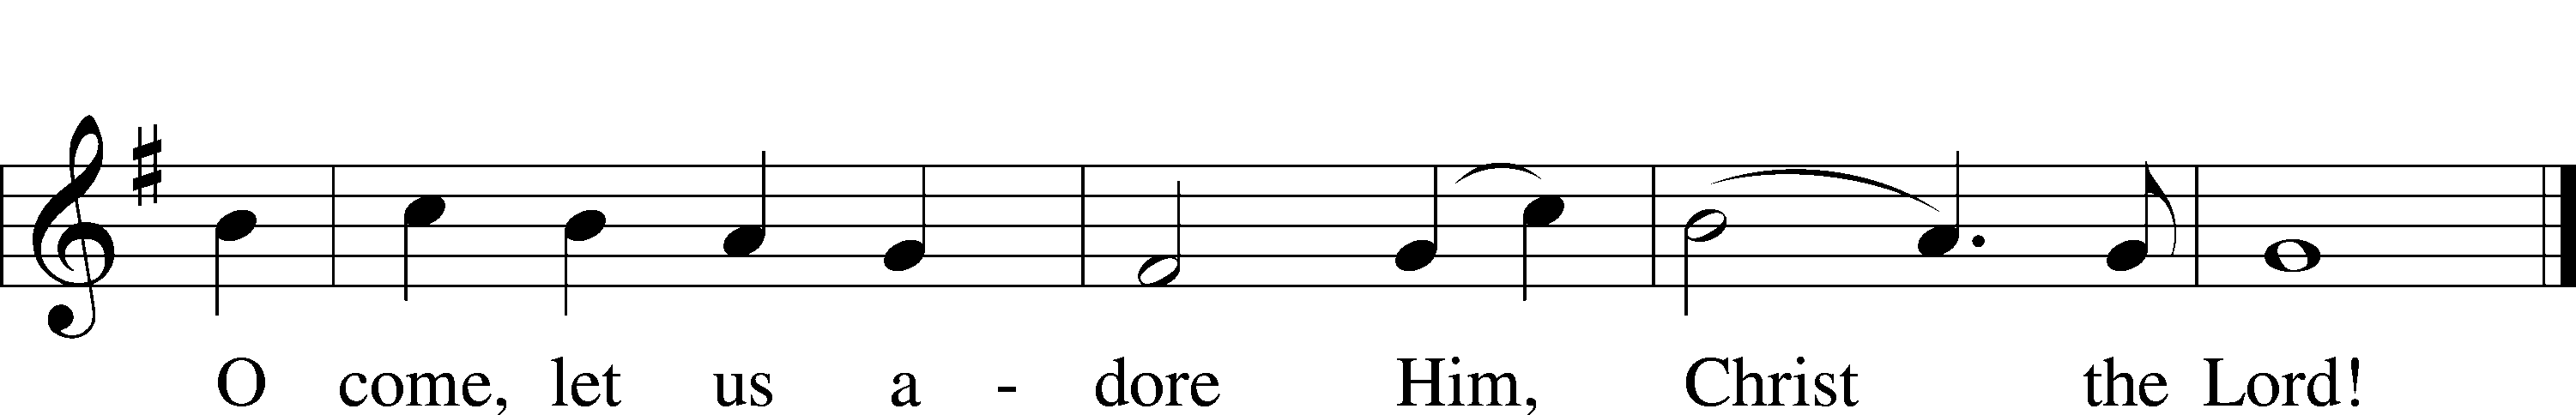 O come, let us a - dore Him, Christ the Lord!